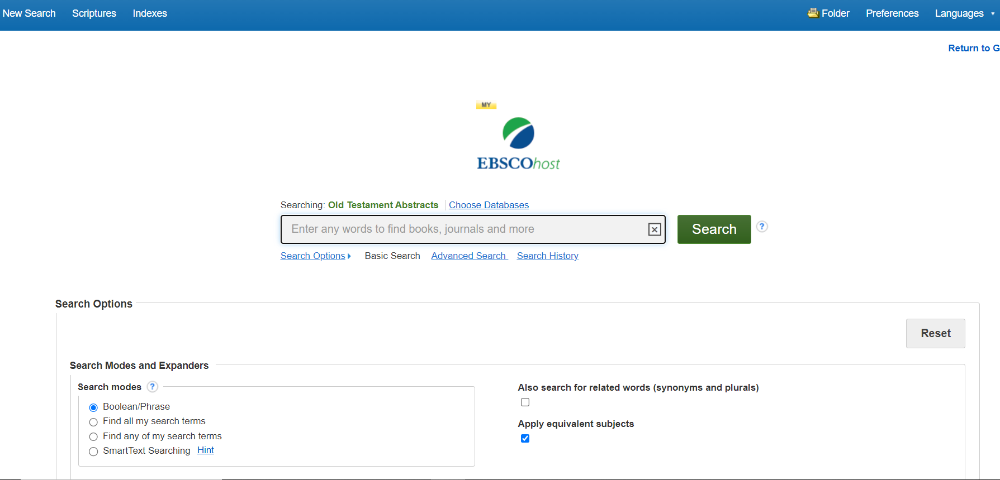 New Search Scriptures Indexes Folder Preferences Languages
Return to G
MY
EBSCOhost
Searching: Old Testament Abstracts Choose Databases
Enter any words to find books, journals and more Search ?
Search Options Basic Search Advanced Search Search History
Search Options
Reset
Search Modes and Expanders
Search modes ?
Boolean/Phrase
Find all my search terms
Find any of my search terms
SmartText Searching Hint
Also search for related words (synonyms and plurals)
Apply equivalent subjects